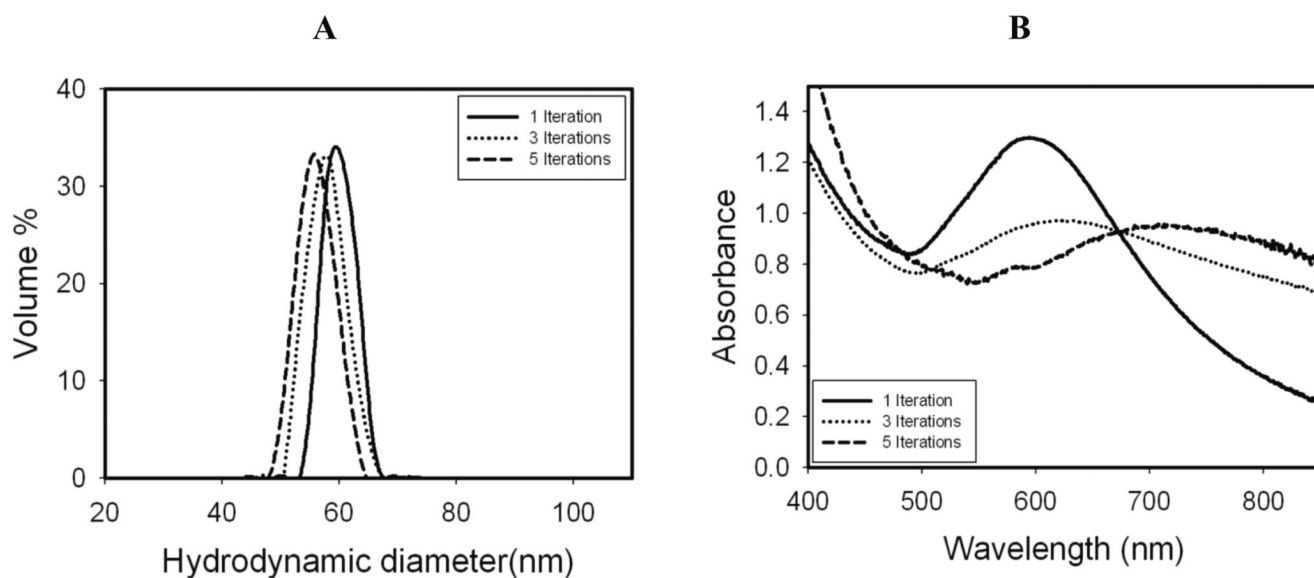 A
B
40
30
20
10
0
Volume %
20
40
60
80
100
Hydrodynamic diameter(nm)
1 Iteration
3 Iterations
5 Iterations
1.4
1.2
1.0
0.8
0.6
0.4
0.2
0.0
Absorbance
400
500
600
700
800
Wavelength (nm)
1 Iteration
3 Iterations
5 Iterations